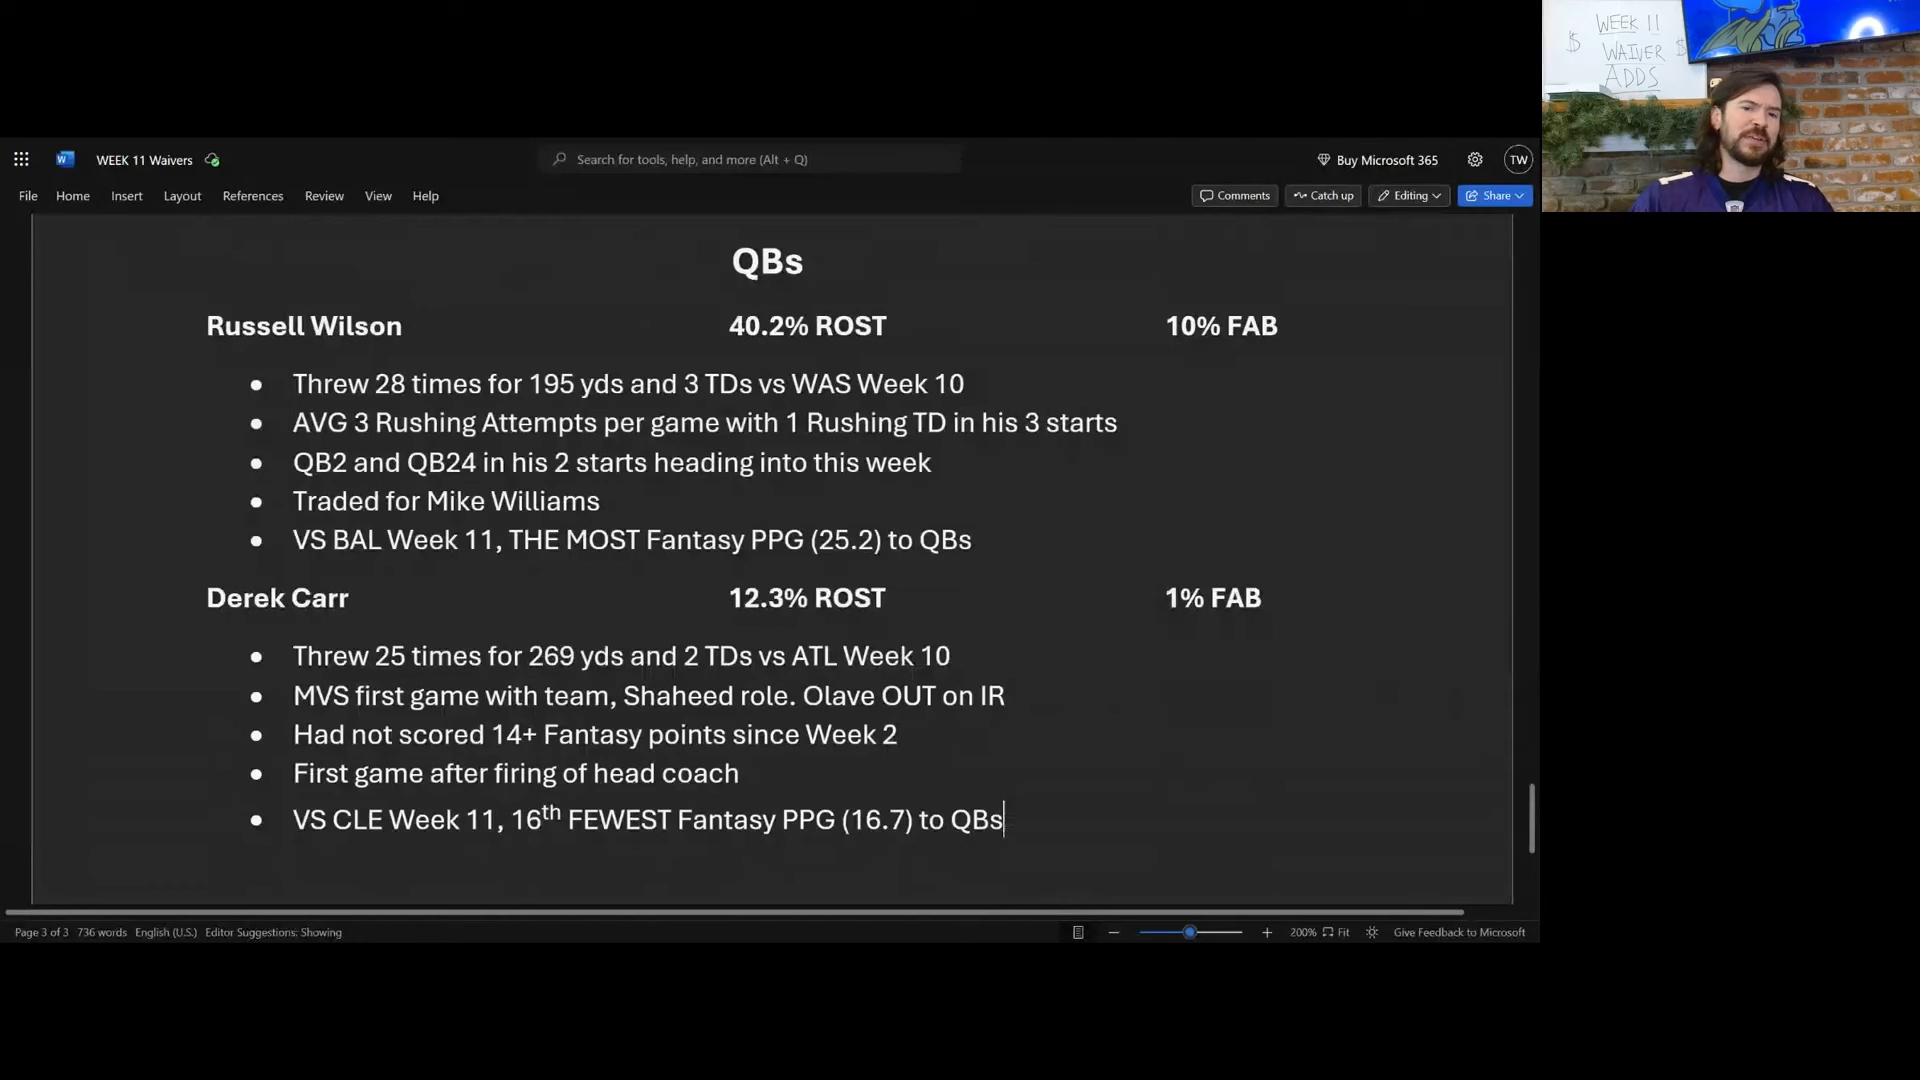 WEEK 11
$ WAIVER $
ADDS
WEEK 11 Waivers
Search for tools, help, and more (Alt + Q)
Buy Microsoft 365
TW
File Home Insert Layout References Review View Help
Comments Catch up Editing Share
QBs
Russell Wilson 40.2% ROST 10% FAB
• Threw 28 times for 195 yds and 3 TDs vs WAS Week 10
• AVG 3 Rushing Attempts per game with 1 Rushing TD in his 3 starts
• QB2 and QB24 in his 2 starts heading into this week
• Traded for Mike Williams
• VS BAL Week 11, THE MOST Fantasy PPG (25.2) to QBs
Derek Carr 12.3% ROST 1% FAB
• Threw 25 times for 269 yds and 2 TDs vs ATL Week 10
• MVS first game with team, Shaheed role. Olave OUT on IR
• Had not scored 14+ Fantasy points since Week 2
• First game after firing of head coach
• VS CLE Week 11, 16th FEWEST Fantasy PPG (16.7) to QBs
Page 3 of 3 736 words English (U.S.) Editor Suggestions: Showing
200% Fit Give Feedback to Microsoft